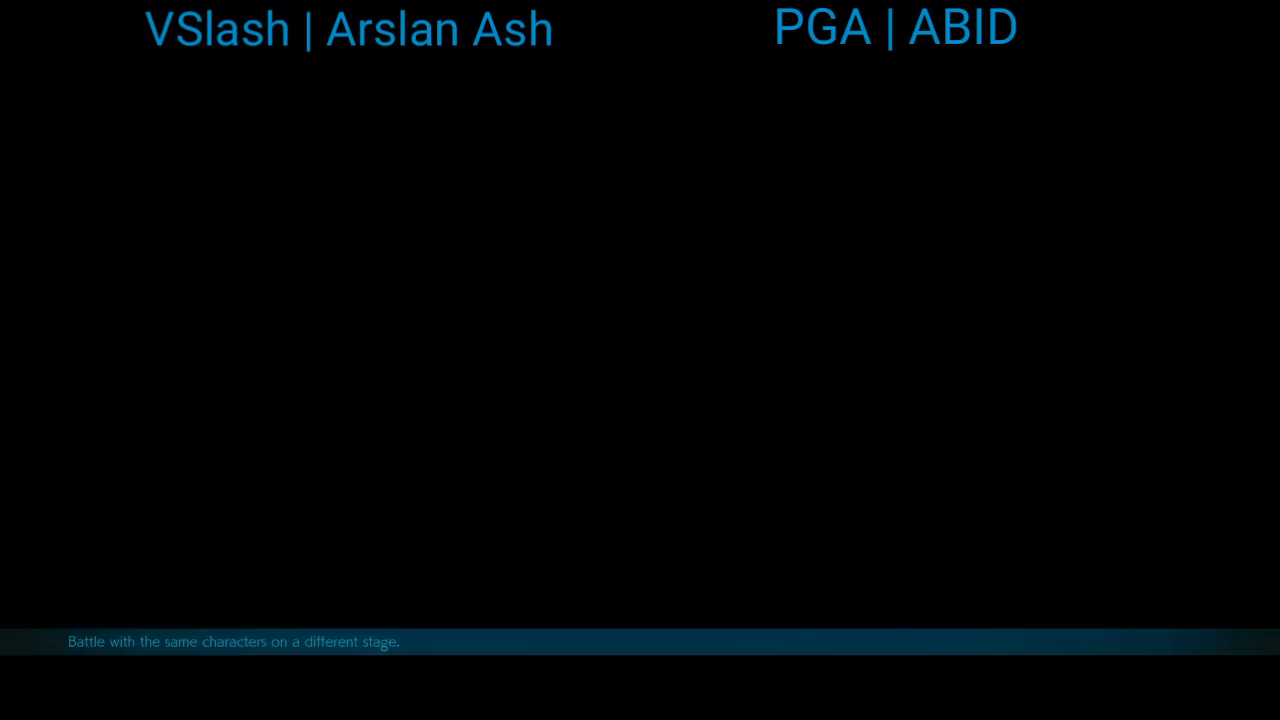 VSlash | Arslan Ash
PGA | ABID
Battle with the same characters on a different stage.